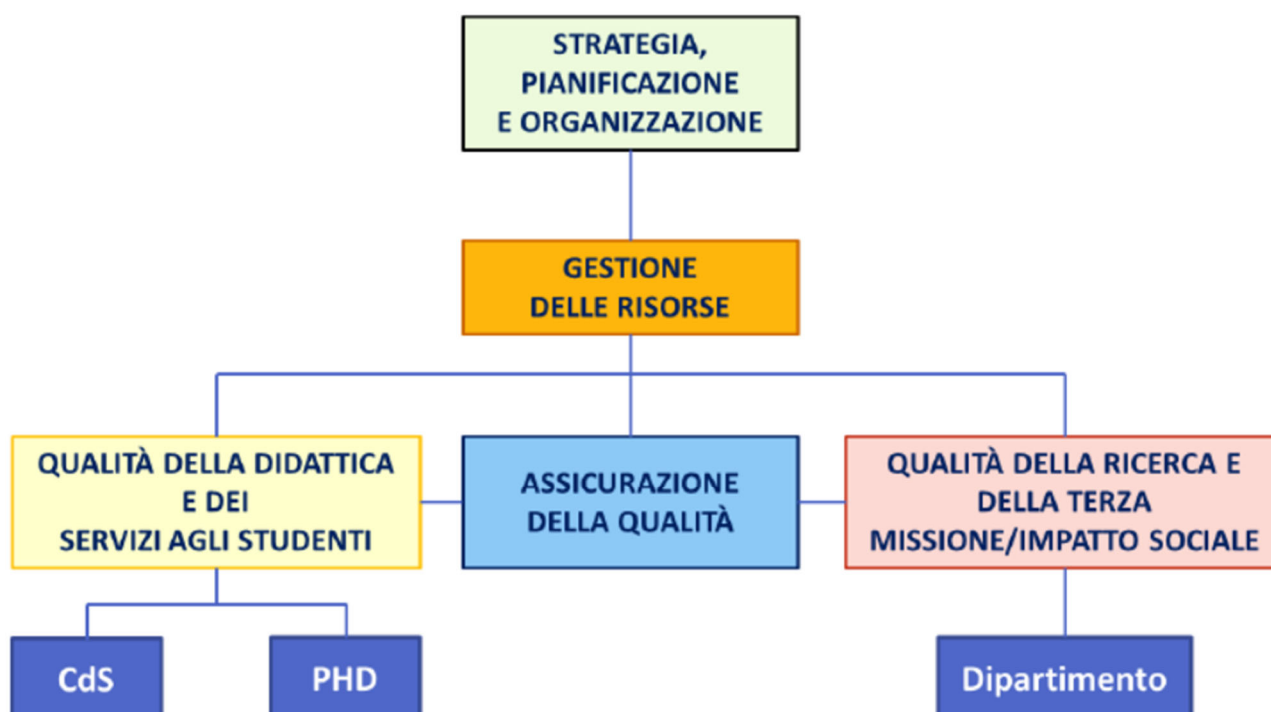 STRATEGIA,
PIANIFICAZIONE
E ORGANIZZAZIONE
GESTIONE
DELLE RISORSE
QUALITÀ DELLA DIDATTICA
E DEI
SERVIZI AGLI STUDENTI
ASSICURAZIONE
DELLA QUALITÀ
QUALITÀ DELLA RICERCA E
DELLA TERZA
MISSIONE/IMPATTO SOCIALE
CdS
PHD
Dipartimento